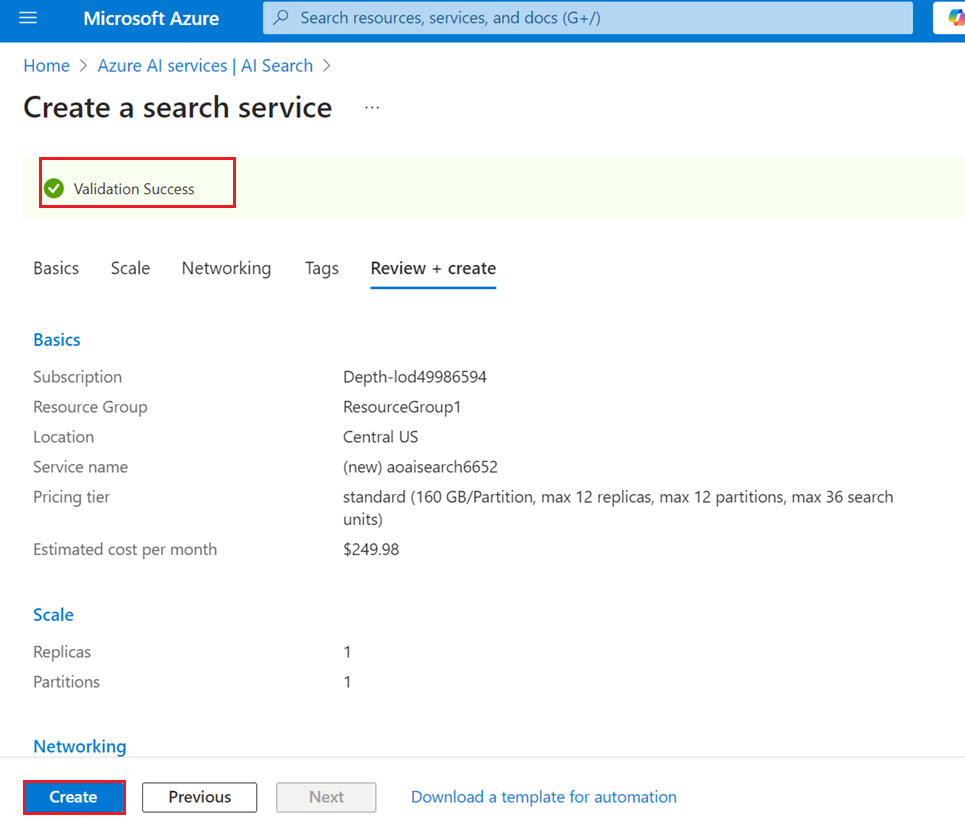 Microsoft Azure
Search resources, services, and docs (G+/)
Home > Azure AI services | AI Search >
Create a search service ...
Validation Success
Basics Scale Networking Tags Review + create
Basics
Subscription Depth-lod49986594
Resource Group ResourceGroup1
Location Central US
Service name (new) aoaisearch6652
Pricing tier standard (160 GB/Partition, max 12 replicas, max 12 partitions, max 36 search
units)
Estimated cost per month $249.98
Scale
Replicas 1
Partitions 1
Networking
Create Previous Next Download a template for automation